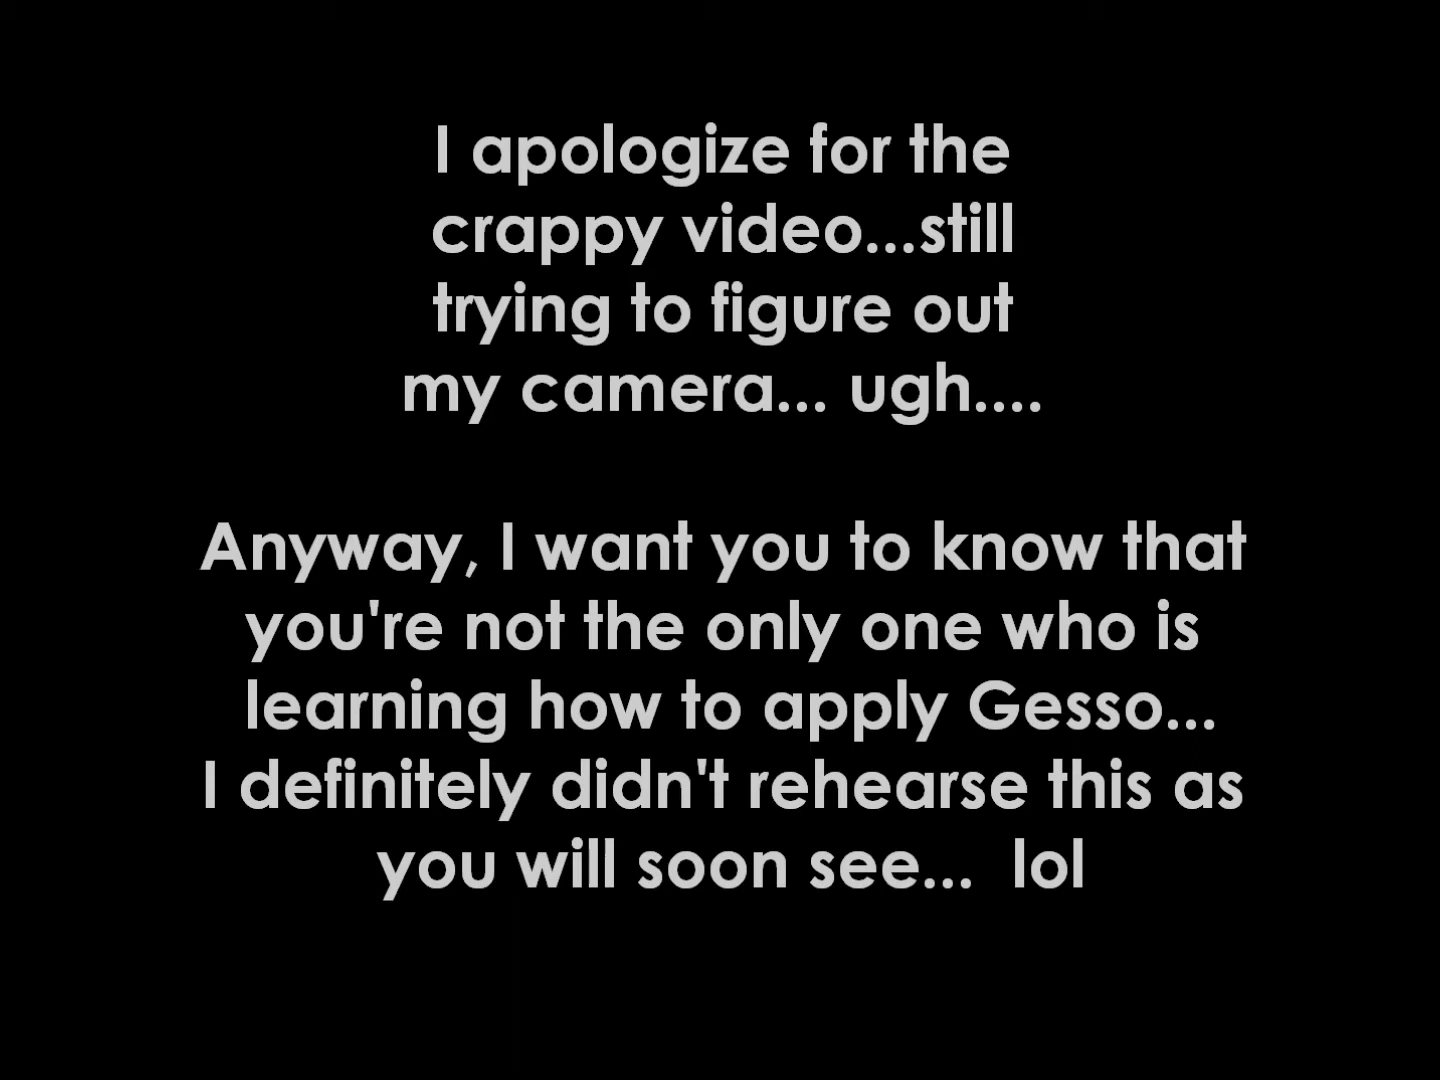 I apologize for the
crappy video...still
trying to figure out
my camera... ugh....
Anyway, I want you to know that
you're not the only one who is
learning how to apply Gesso...
I definitely didn't rehearse this as
you will soon see...  lol